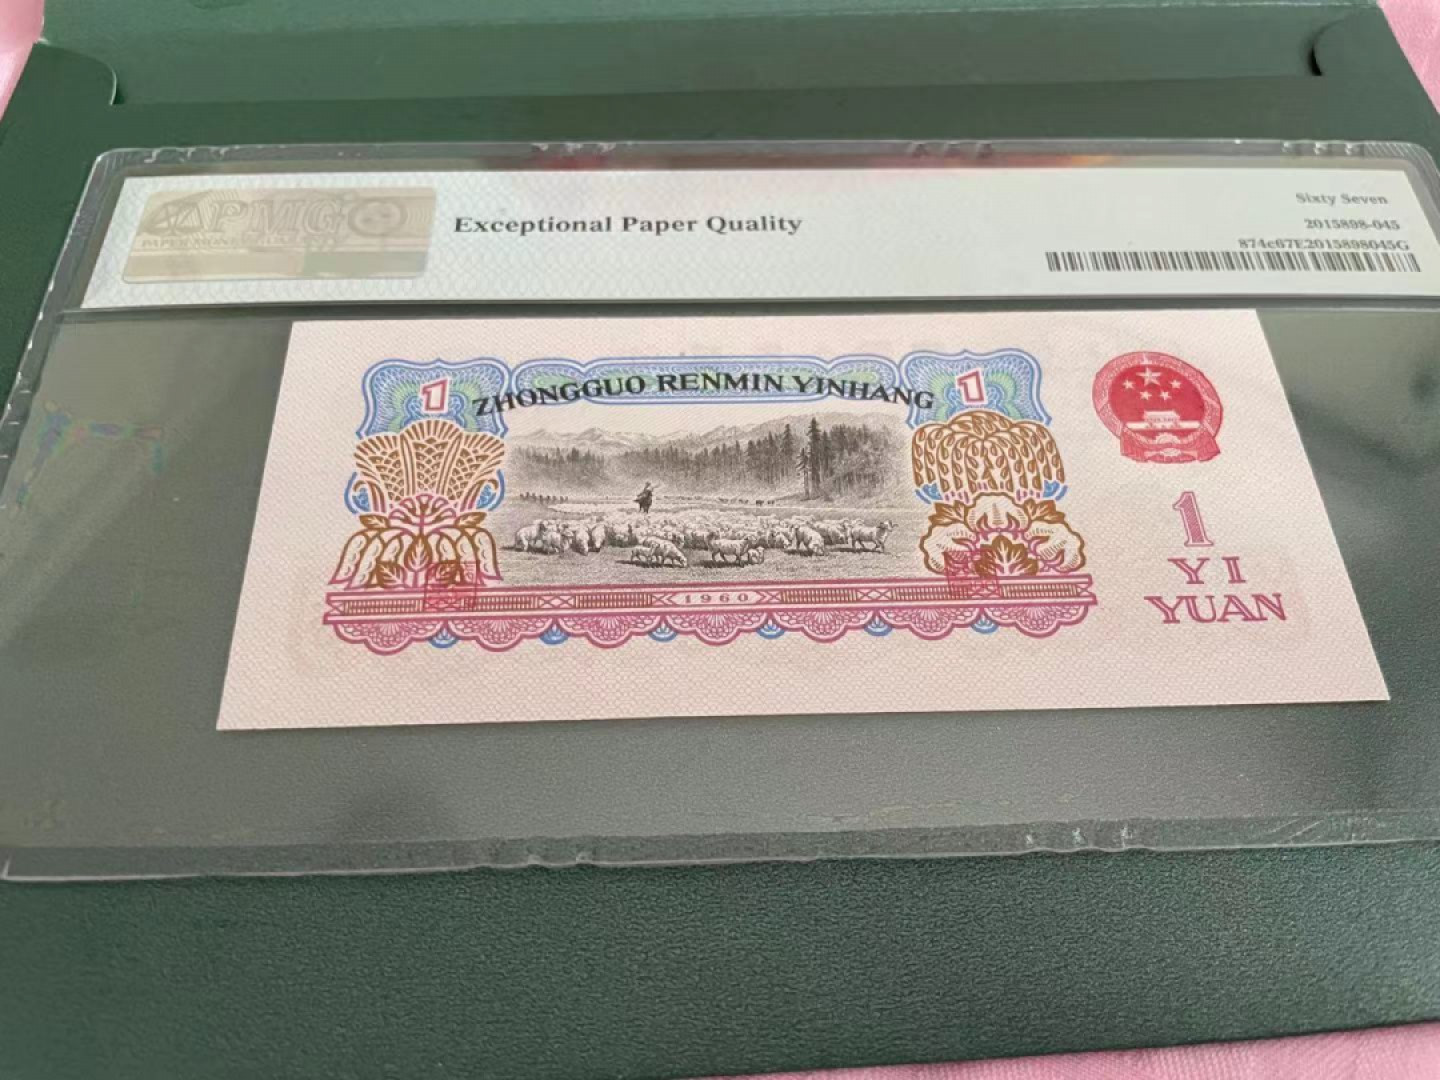 PMG
Exceptional Paper Quality
Sixty Seven
2015898-045
874c67E2015898045G
1
ZHONGGUO RENMIN YINHANG
1
1
YI
YUAN
1960